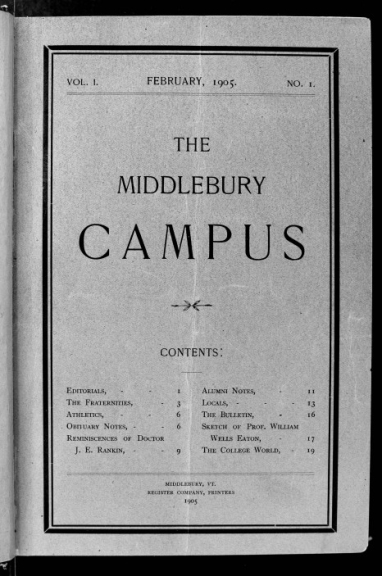 VOL. I. FEBRUARY, 1905. NO. 1.
THE
MIDDLEBURY
CAMPUS
CONTENTS:
EDITORIALS, - - 1
THE FRATERNITIES, - - 3
ATHLETICS, - - 6
OBITUARY NOTES, - - 6
REMINISCENCES OF DOCTOR
J. E. RANKIN, - - 9
ALUMNI NOTES, - 11
LOCALS, - - - 13
THE BULLETIN, - 16
SKETCH OF PROF. WILLIAM
WELLS EATON, 17
THE COLLEGE WORLD, - 19
MIDDLEBURY, VT.
REGISTER COMPANY, PRINTERS
1905